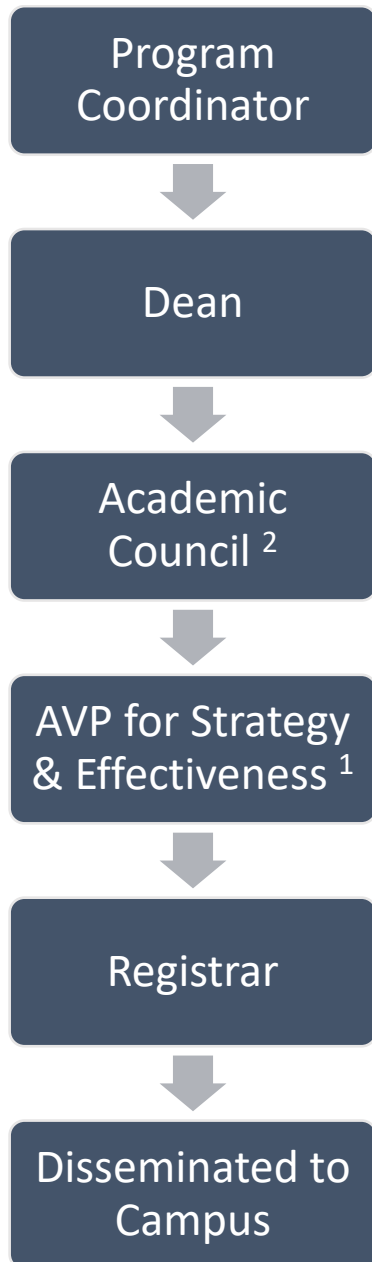 Program
Coordinator
Dean
Academic
Council ²
AVP for Strategy
& Effectiveness ¹
Registrar
Disseminated to
Campus